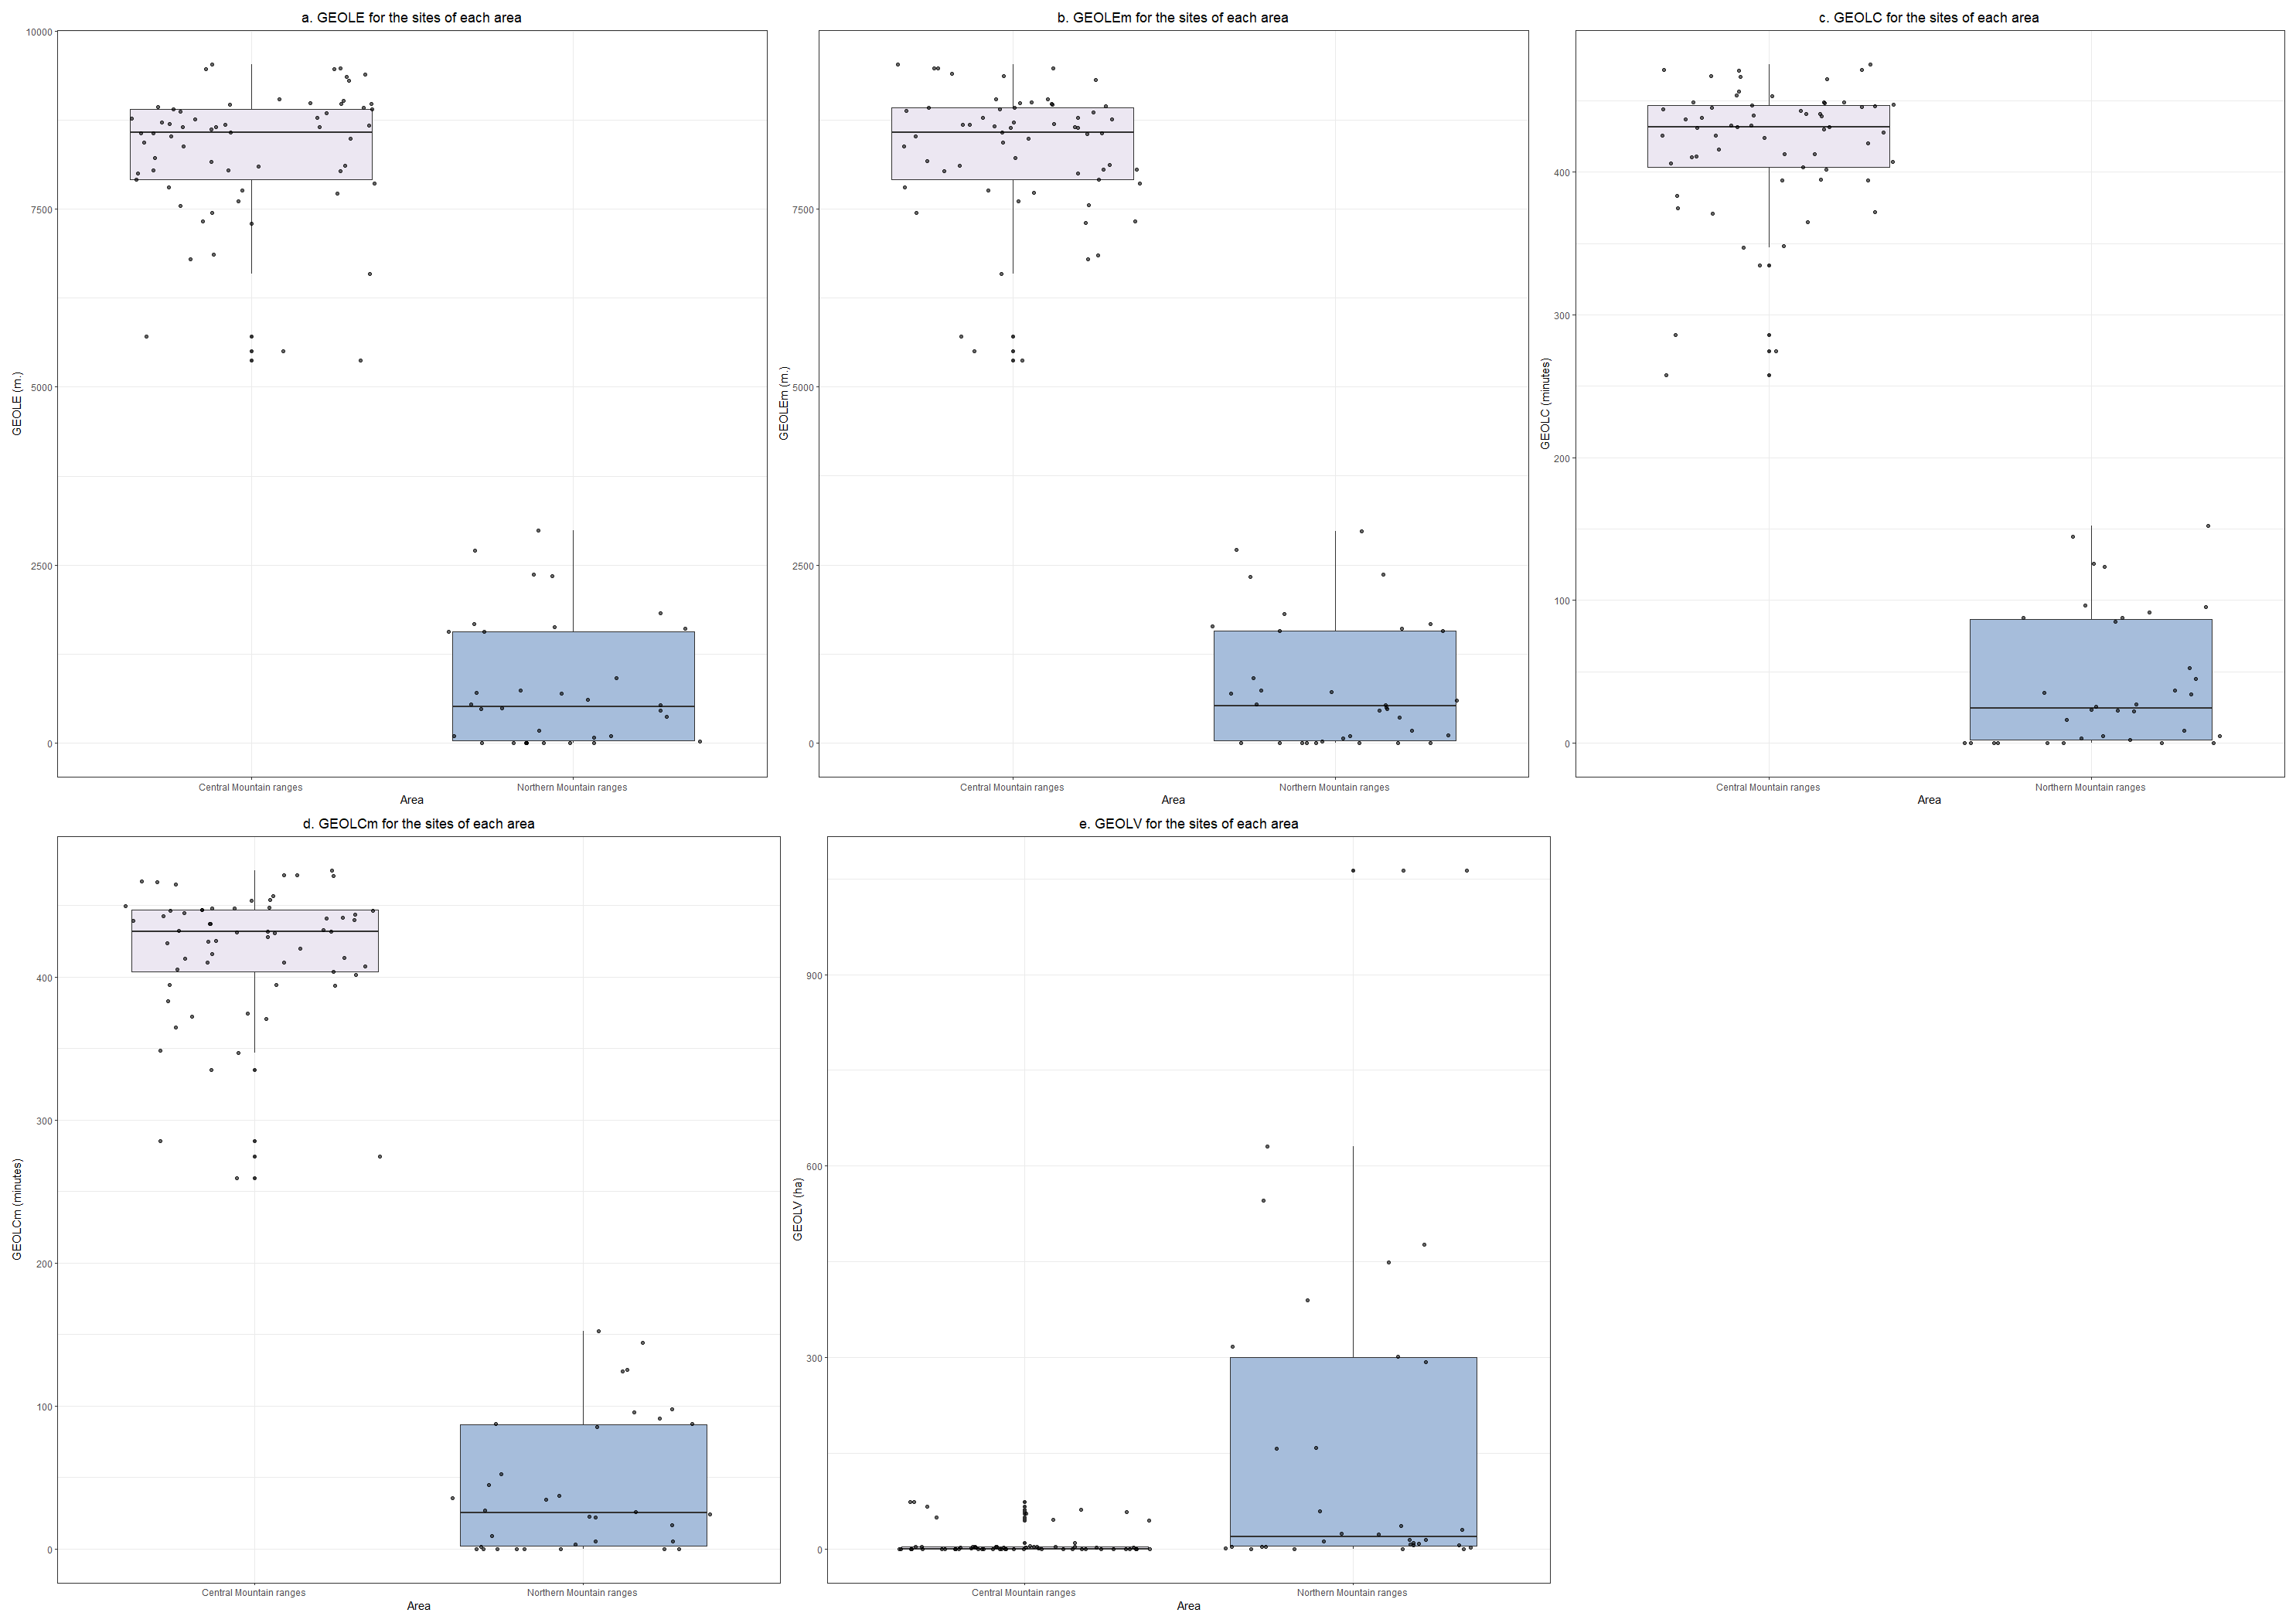 a. GEOLE for the sites of each area
GEOLE (m.)
10000
7500
5000
2500
0
Central Mountain ranges
Northern Mountain ranges
Area
b. GEOLEm for the sites of each area
GEOLEm (m.)
7500
5000
2500
0
Central Mountain ranges
Northern Mountain ranges
Area
c. GEOLC for the sites of each area
GEOLC (minutes)
400
300
200
100
0
Central Mountain ranges
Northern Mountain ranges
Area
d. GEOLCm for the sites of each area
GEOLCm (minutes)
400
300
200
100
0
Central Mountain ranges
Northern Mountain ranges
Area
e. GEOLV for the sites of each area
GEOLV (ha)
900
600
300
0
Central Mountain ranges
Northern Mountain ranges
Area